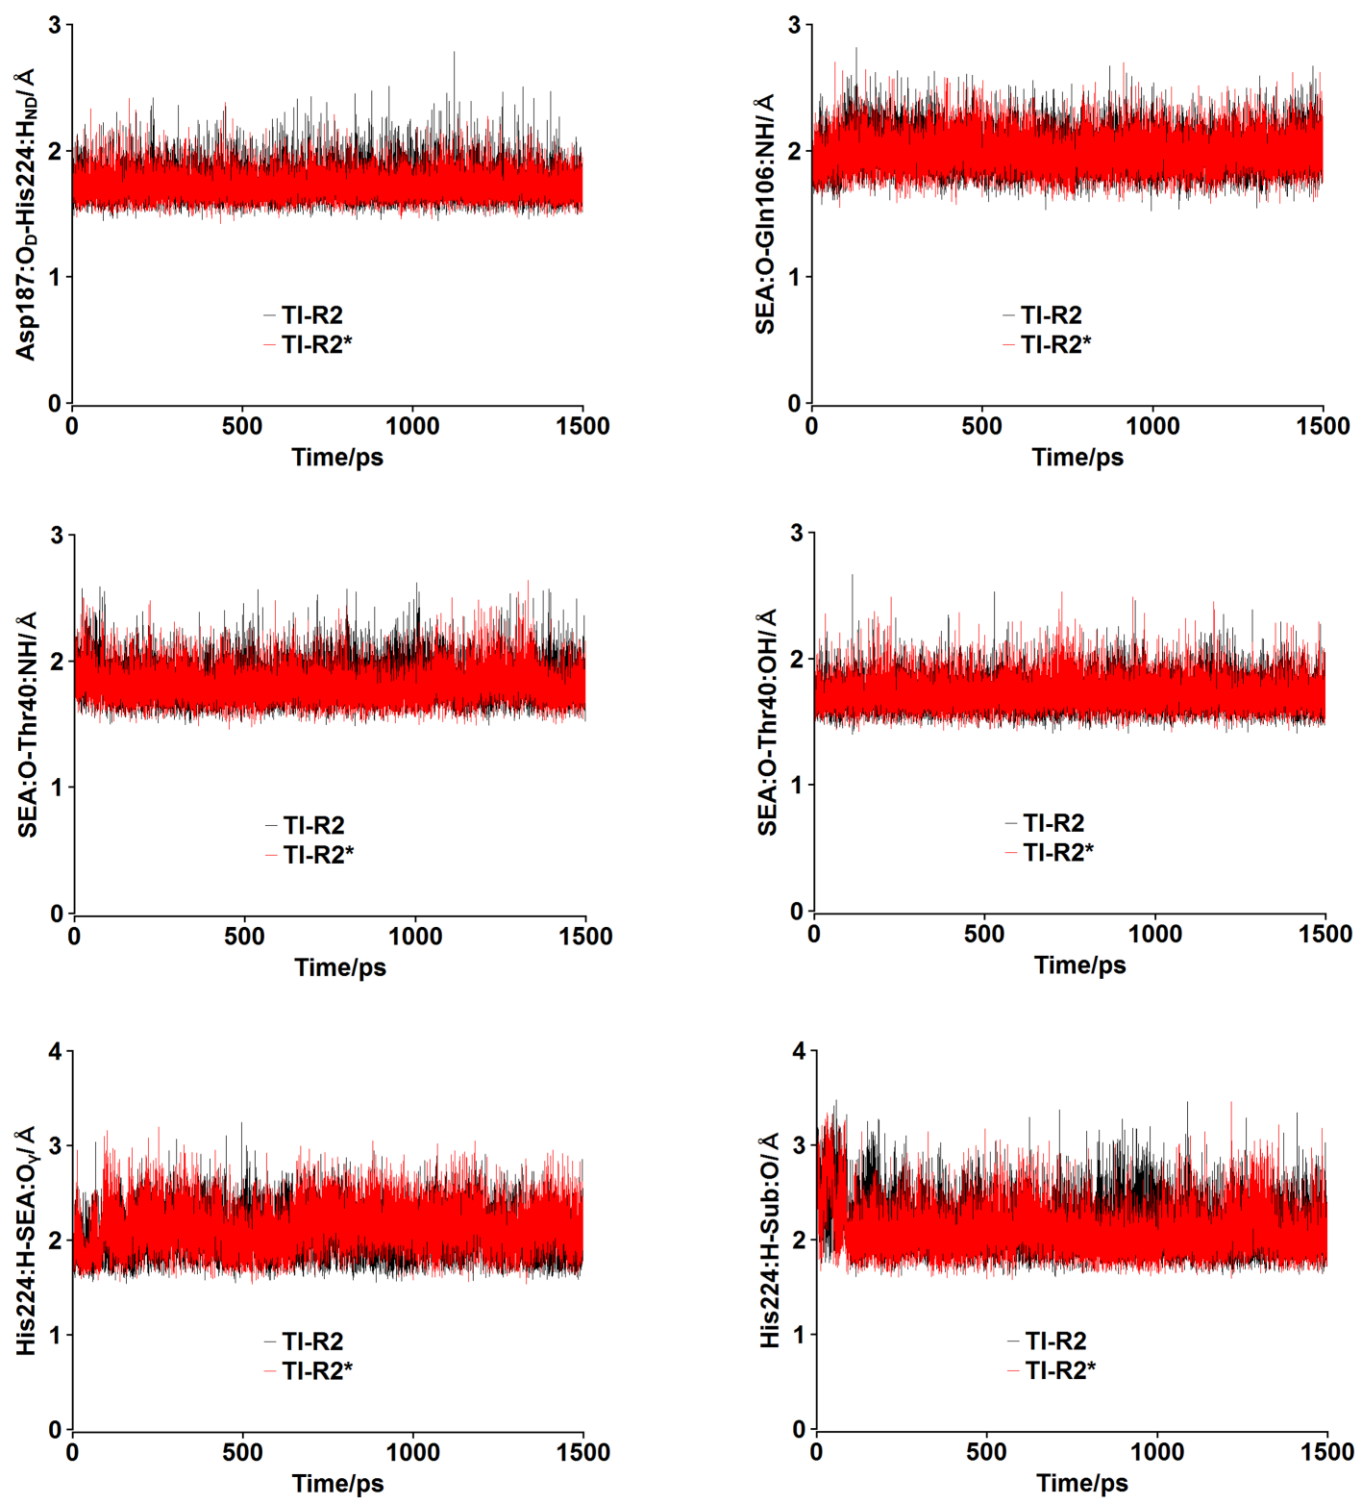 3
2
1
0
Asp187:O_D-His224:H_ND/ Å
TI-R2
TI-R2*
0 500 1000 1500
Time/ps
3
2
1
0
SEA:O-Gln106:NH/ Å
TI-R2
TI-R2*
0 500 1000 1500
Time/ps
3
2
1
0
SEA:O-Thr40:NH/ Å
TI-R2
TI-R2*
0 500 1000 1500
Time/ps
3
2
1
0
SEA:O-Thr40:OH/ Å
TI-R2
TI-R2*
0 500 1000 1500
Time/ps
4
3
2
1
0
His224:H-SEA:Oγ/ Å
TI-R2
TI-R2*
0 500 1000 1500
Time/ps
4
3
2
1
0
His224:H-Sub:O/ Å
TI-R2
TI-R2*
0 500 1000 1500
Time/ps